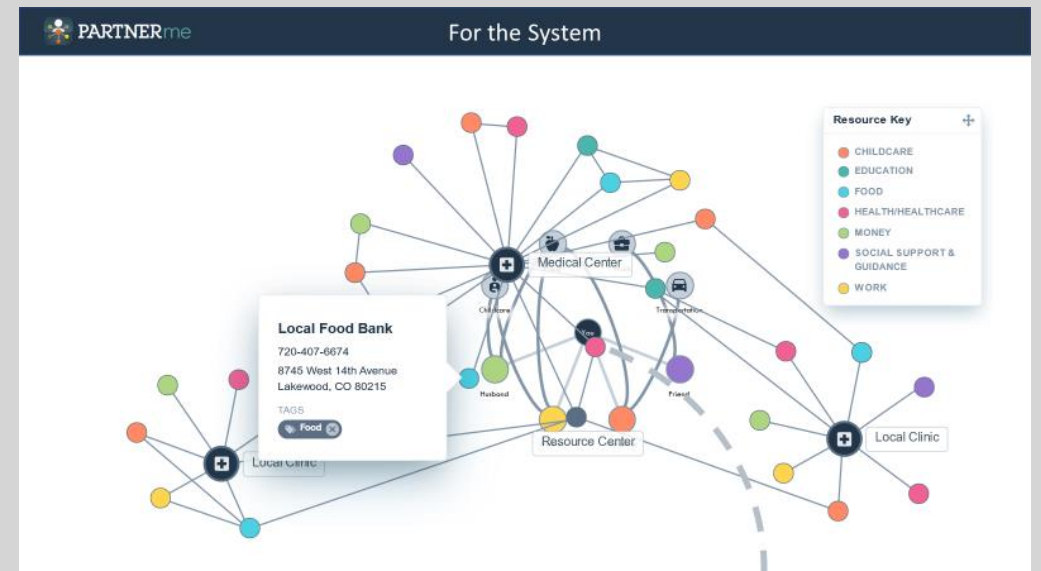 PARTNERme
For the System
Resource Key
CHILDCARE
EDUCATION
FOOD
HEALTH/HEALTHCARE
MONEY
SOCIAL SUPPORT &
GUIDANCE
WORK
Medical Center
Childcare
Transportation
You
Local Food Bank
720-407-6674
8745 West 14th Avenue
Lakewood, CO 80215
TAGS
Food
Husband
Friend
Resource Center
Local Clinic
Local Clinic